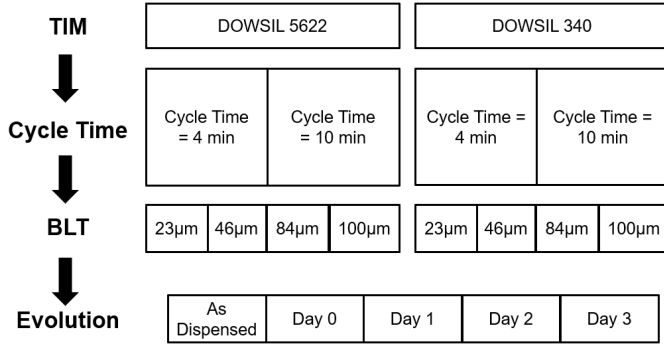 TIM
DOWSIL 5622
DOWSIL 340
Cycle Time
Cycle Time
= 4 min
Cycle Time
= 10 min
Cycle Time =
4 min
Cycle Time =
10 min
BLT
23µm
46µm
84µm
100µm
23µm
46µm
84µm
100µm
Evolution
As
Dispensed
Day 0
Day 1
Day 2
Day 3